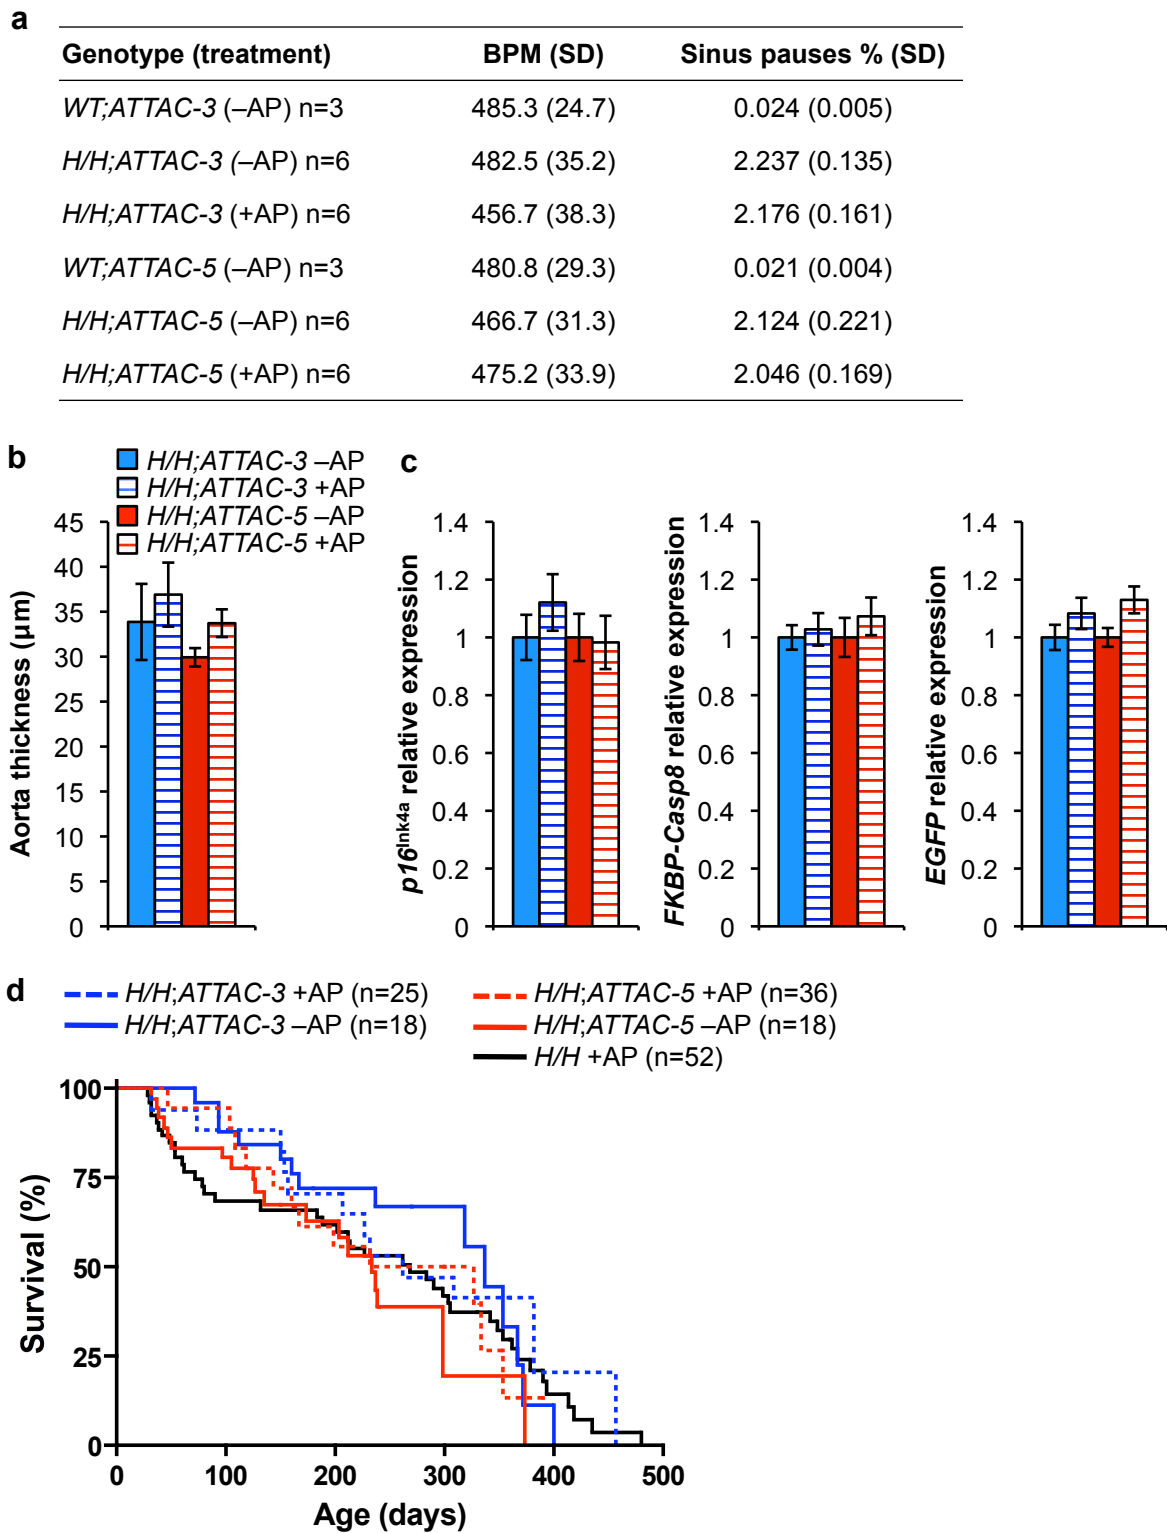 a
Genotype (treatment) BPM (SD) Sinus pauses % (SD)
WT;ATTAC-3 (–AP) n=3 485.3 (24.7) 0.024 (0.005)
H/H;ATTAC-3 (–AP) n=6 482.5 (35.2) 2.237 (0.135)
H/H;ATTAC-3 (+AP) n=6 456.7 (38.3) 2.176 (0.161)
WT;ATTAC-5 (–AP) n=3 480.8 (29.3) 0.021 (0.004)
H/H;ATTAC-5 (–AP) n=6 466.7 (31.3) 2.124 (0.221)
H/H;ATTAC-5 (+AP) n=6 475.2 (33.9) 2.046 (0.169)
b
H/H;ATTAC-3 –AP
H/H;ATTAC-3 +AP
H/H;ATTAC-5 –AP
H/H;ATTAC-5 +AP
Aorta thickness (μm)
45
40
35
30
25
20
15
10
5
0
c
p16Ink4a relative expression
1.4
1.2
1
0.8
0.6
0.4
0.2
0
FKBP-Casp8 relative expression
1.4
1.2
1
0.8
0.6
0.4
0.2
0
EGFP relative expression
1.4
1.2
1
0.8
0.6
0.4
0.2
0
d
H/H;ATTAC-3 +AP (n=25)
H/H;ATTAC-3 –AP (n=18)
H/H;ATTAC-5 +AP (n=36)
H/H;ATTAC-5 –AP (n=18)
H/H +AP (n=52)
Survival (%)
100
75
50
25
0
0 100 200 300 400 500
Age (days)